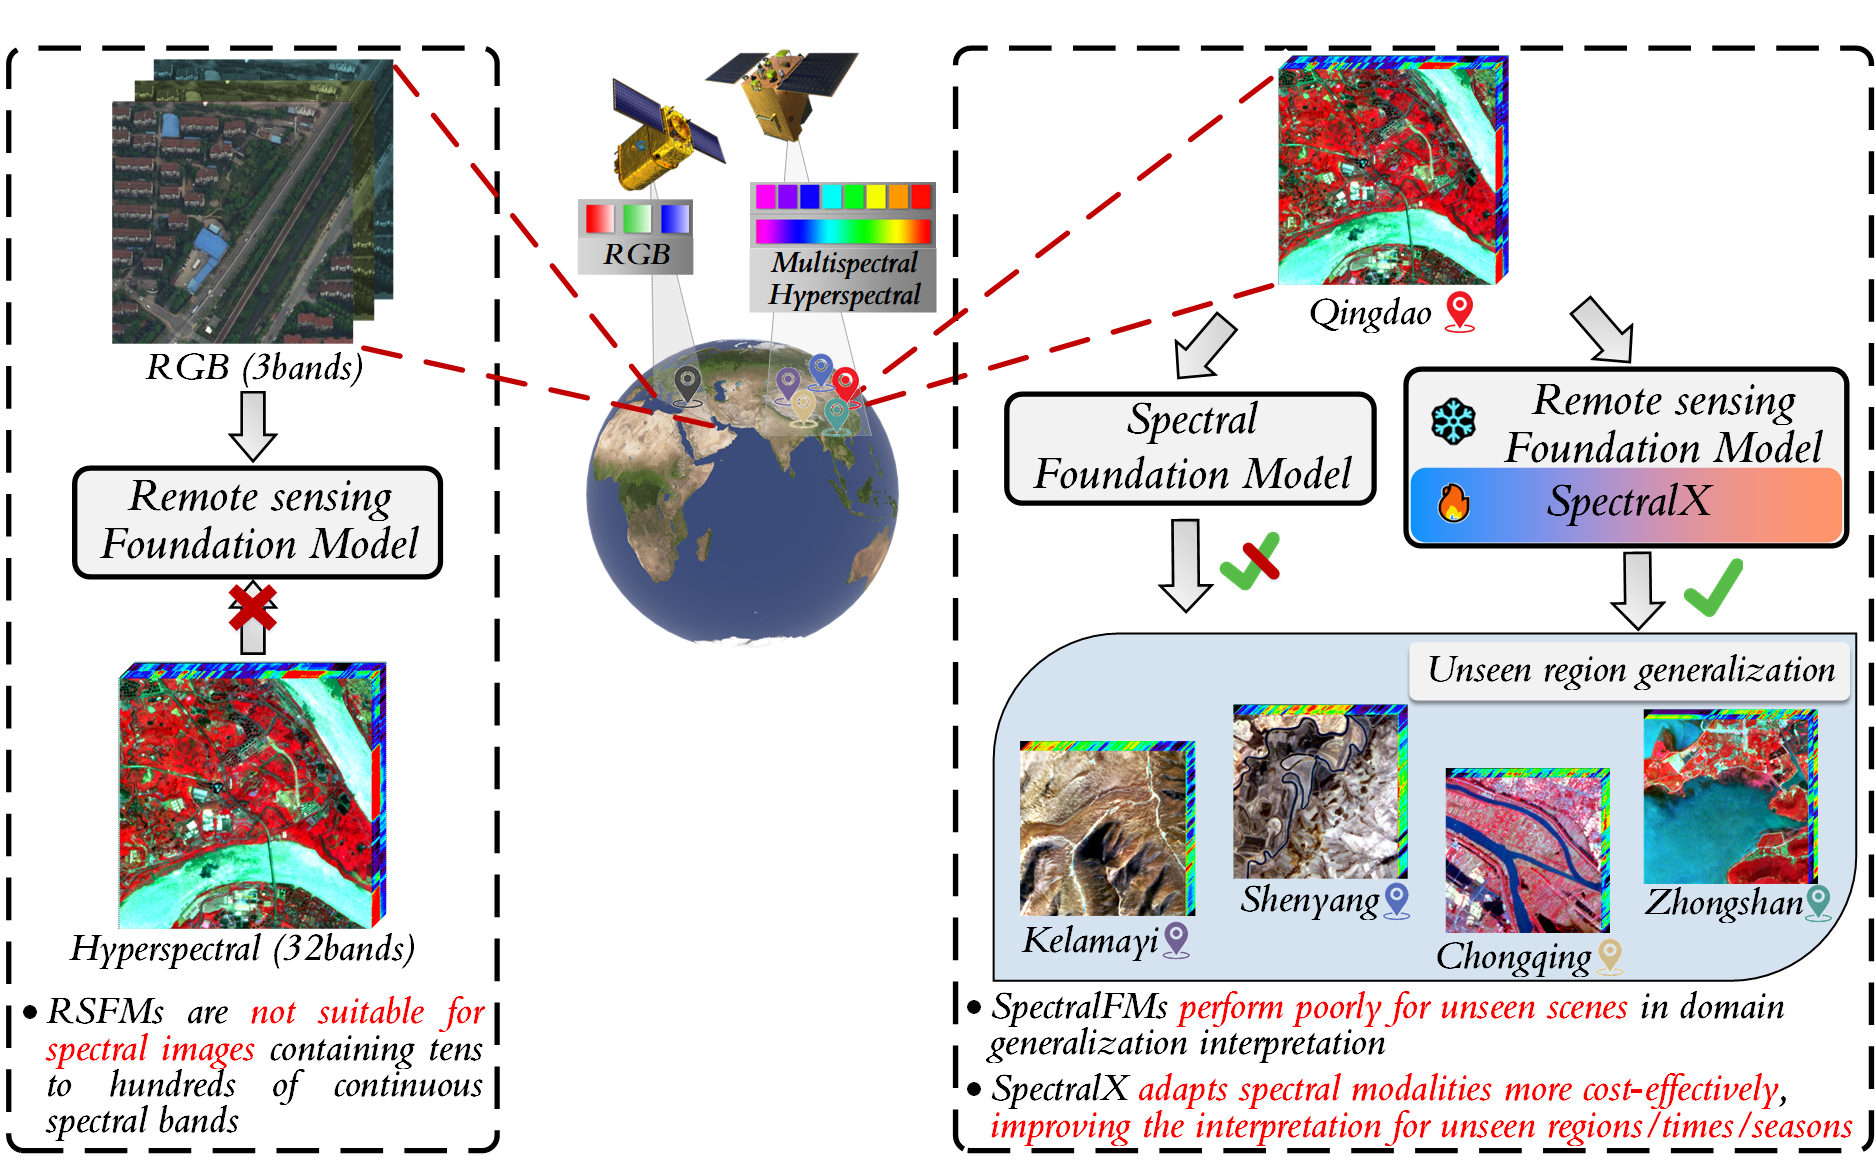 RGB (3bands)
Remote sensing
Foundation Model
Hyperspectral (32bands)
• RSFMs are not suitable for
spectral images containing tens
to hundreds of continuous
spectral bands
RGB
Multispectral
Hyperspectral
Qingdao
Spectral
Foundation Model
Remote sensing
Foundation Model
SpectralX
Unseen region generalization
Kelamayi
Shenyang
Chongqing
Zhongshan
• SpectralFMs perform poorly for unseen scenes in domain
generalization interpretation
• SpectralX adapts spectral modalities more cost-effectively,
improving the interpretation for unseen regions/times/seasons